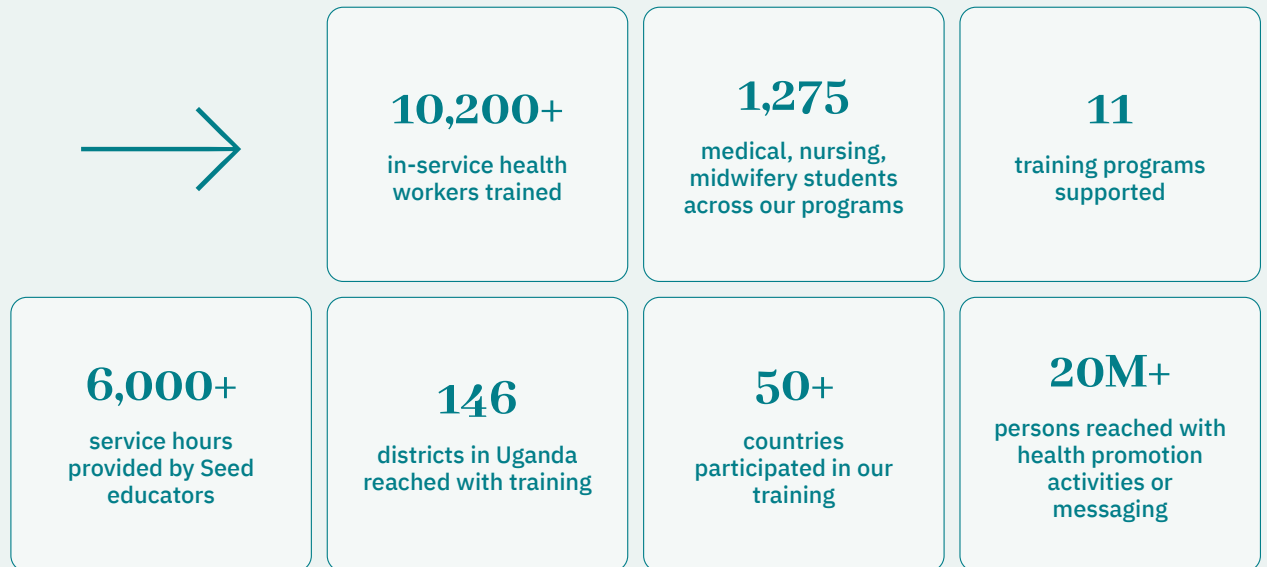 10,200+
in-service health
workers trained
1,275
medical, nursing,
midwifery students
across our programs
11
training programs
supported
6,000+
service hours
provided by Seed
educators
146
districts in Uganda
reached with training
50+
countries
participated in our
training
20M+
persons reached with
health promotion
activities or
messaging